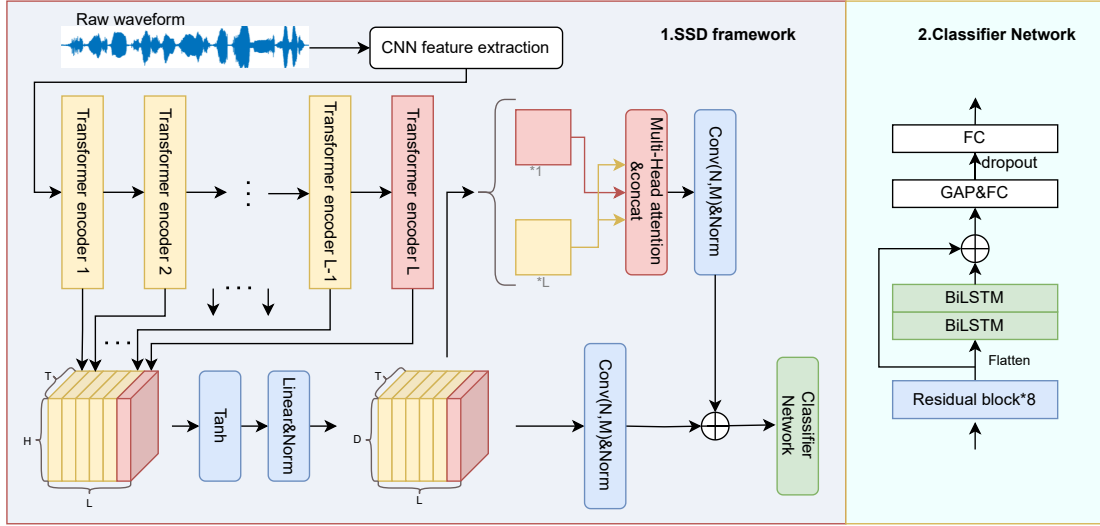 Raw waveform
CNN feature extraction
1.SSD framework
2.Classifier Network
Transformer encoder 1
Transformer encoder 2
...
Transformer encoder L-1
Transformer encoder L
*1
*L
Multi-Head attention
&concat
Conv(N,M)&Norm
...
...
T
H
L
Tanh
Linear&Norm
T
D
L
Conv(N,M)&Norm
Classifier
Network
FC
dropout
GAP&FC
BiLSTM
BiLSTM
Flatten
Residual block*8